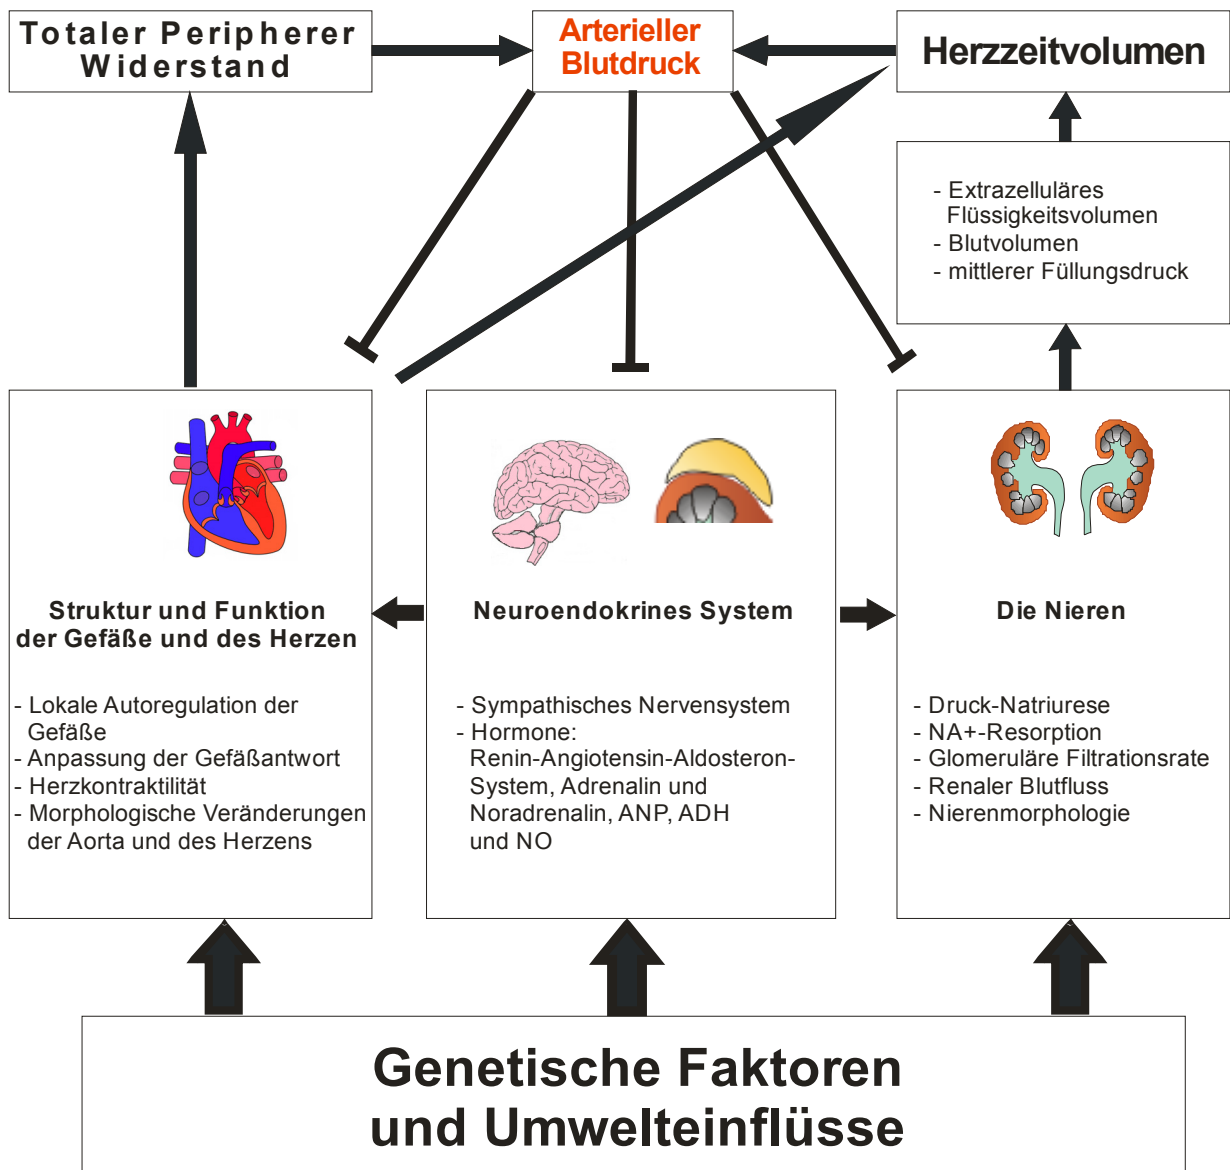 Totaler Peripherer
Widerstand
Arterieller
Blutdruck
Herzzeitvolumen
- Extrazelluläres
Flüssigkeitsvolumen
- Blutvolumen
- mittlerer Füllungsdruck
Struktur und Funktion
der Gefäße und des Herzen
- Lokale Autoregulation der
Gefäße
- Anpassung der Gefäßantwort
- Herzkontraktilität
- Morphologische Veränderungen
der Aorta und des Herzens
Neuroendokrines System
- Sympathisches Nervensystem
- Hormone:
Renin-Angiotensin-Aldosteron-
System, Adrenalin und
Noradrenalin, ANP, ADH
und NO
Die Nieren
- Druck-Natriurese
- NA+-Resorption
- Glomeruläre Filtrationsrate
- Renaler Blutfluss
- Nierenmorphologie
Genetische Faktoren
und Umwelteinflüsse